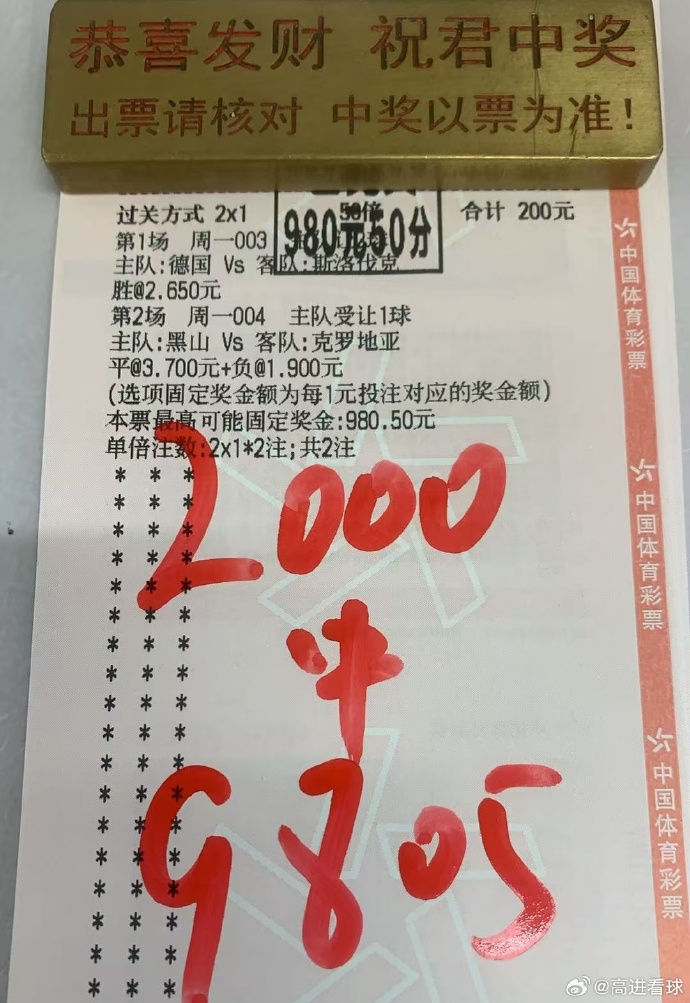 恭喜发财 祝君中奖
出票请核对 中奖以票为准!
过关方式 2x1 50倍 合计 200元
980元50分
第1场 周一003
主队:德国 Vs 客队:斯洛伐克
胜@2.650元
第2场 周一004 主队受让1球
主队:黑山 Vs 客队:克罗地亚
平@3.700元+负@1.900元
(选项固定奖金额为每1元投注对应的奖金额)
本票最高可能固定奖金:980.50元
单倍注数:2x1*2注;共2注
2000
中
9805
中国体育彩票
中国体育彩票
中国体育彩票
@高进看球